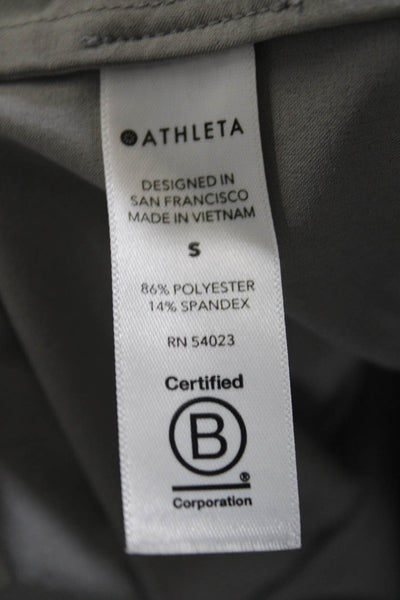 ATHLETA
DESIGNED IN
SAN FRANCISCO
MADE IN VIETNAM
S
86% POLYESTER
14% SPANDEX
RN 54023
Certified
B
®
Corporation